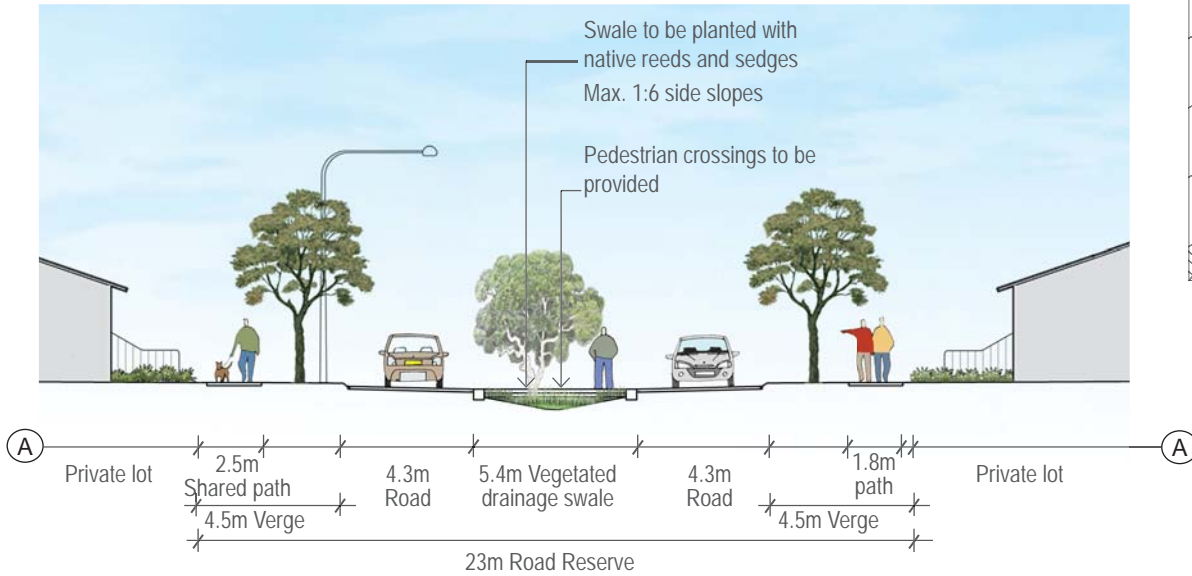 Swale to be planted with
native reeds and sedges
Max. 1:6 side slopes
Pedestrian crossings to be
provided
A
A
Private lot
2.5m
Shared path
4.3m
Road
5.4m Vegetated
drainage swale
4.3m
Road
1.8m
path
Private lot
4.5m Verge
4.5m Verge
23m Road Reserve